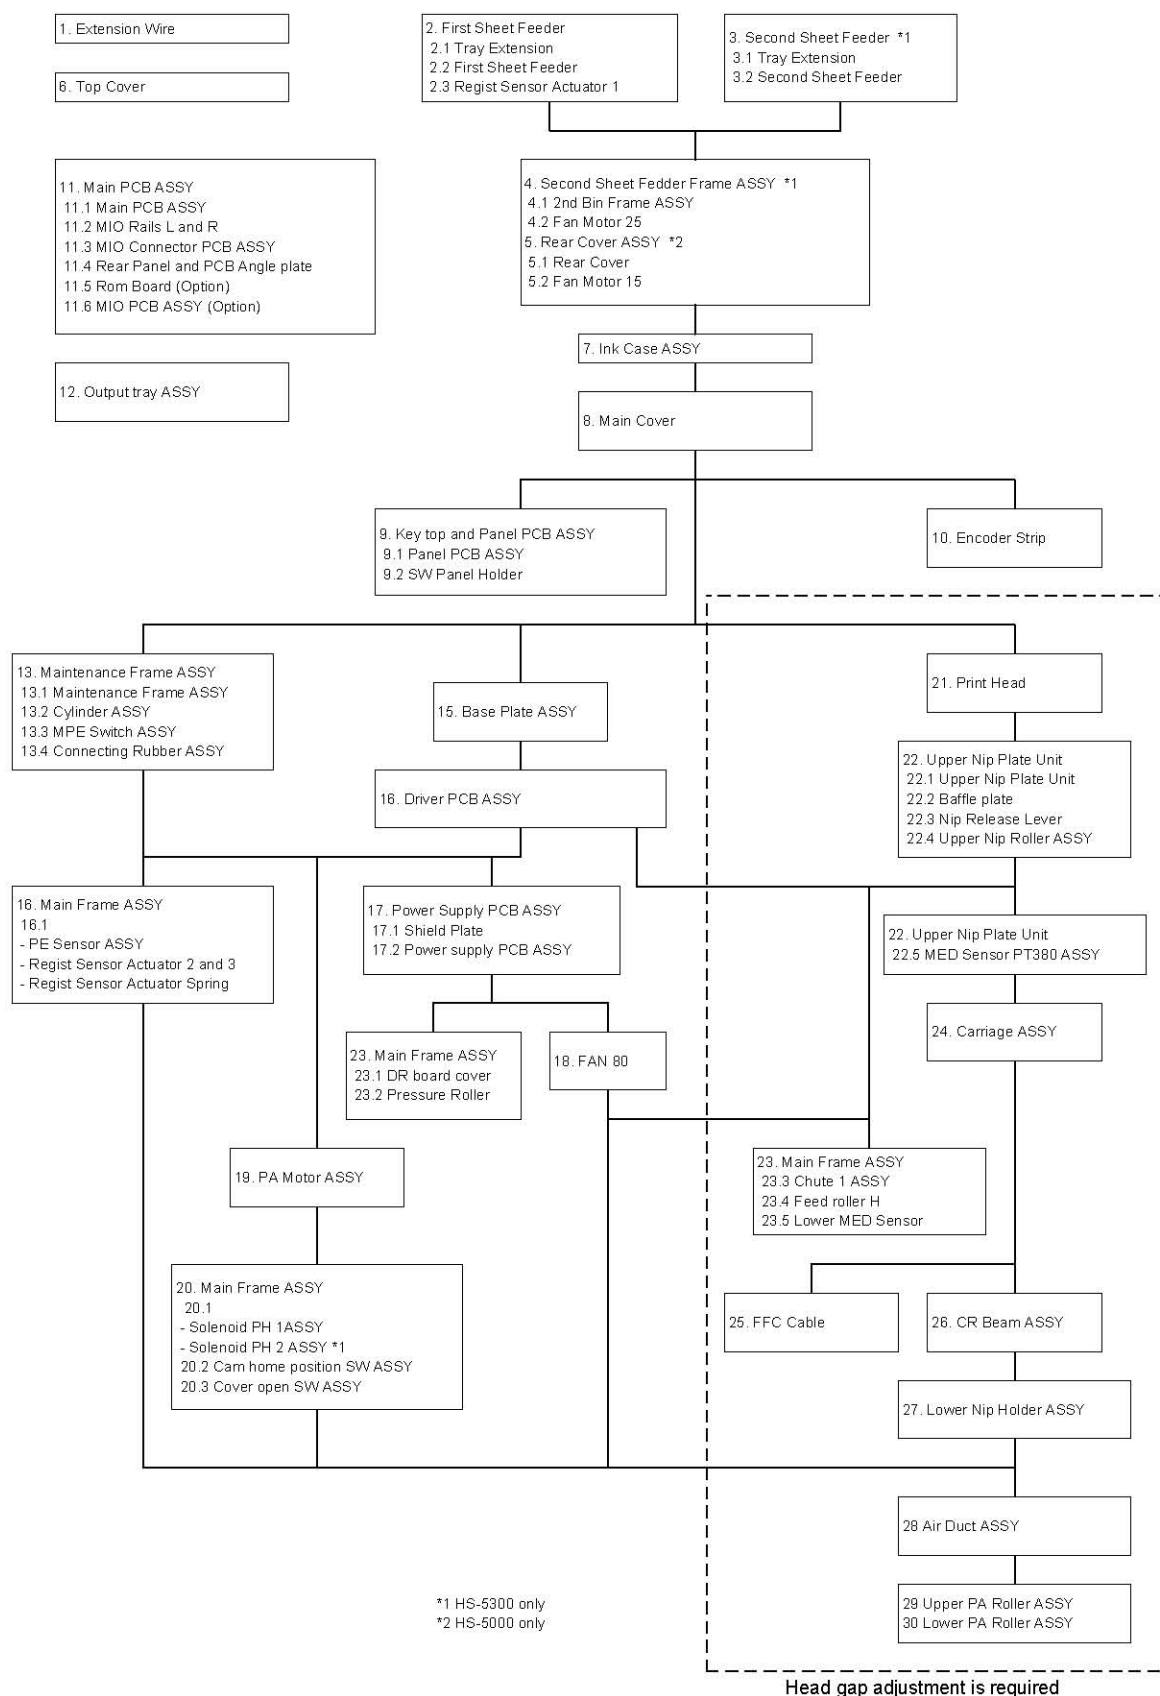 1. Extension Wire
2. First Sheet Feeder
2.1 Tray Extension
2.2 First Sheet Feeder
2.3 Regist Sensor Actuator 1
3. Second Sheet Feeder *1
3.1 Tray Extension
3.2 Second Sheet Feeder
6. Top Cover
11. Main PCB ASSY
11.1 Main PCB ASSY
11.2 MIO Rails L and R
11.3 MIO Connector PCB ASSY
11.4 Rear Panel and PCB Angle plate
11.5 Rom Board (Option)
11.6 MIO PCB ASSY (Option)
4. Second Sheet Fedder Frame ASSY *1
4.1 2nd Bin Frame ASSY
4.2 Fan Motor 25
5. Rear Cover ASSY *2
5.1 Rear Cover
5.2 Fan Motor 15
7. Ink Case ASSY
12. Output tray ASSY
8. Main Cover
9. Key top and Panel PCB ASSY
9.1 Panel PCB ASSY
9.2 SW Panel Holder
10. Encoder Strip
13. Maintenance Frame ASSY
13.1 Maintenance Frame ASSY
13.2 Cylinder ASSY
13.3 MPE Switch ASSY
13.4 Connecting Rubber ASSY
15. Base Plate ASSY
21. Print Head
16. Driver PCB ASSY
22. Upper Nip Plate Unit
22.1 Upper Nip Plate Unit
22.2 Baffle plate
22.3 Nip Release Lever
22.4 Upper Nip Roller ASSY
16. Main Frame ASSY
16.1
- PE Sensor ASSY
- Regist Sensor Actuator 2 and 3
- Regist Sensor Actuator Spring
17. Power Supply PCB ASSY
17.1 Shield Plate
17.2 Power supply PCB ASSY
22. Upper Nip Plate Unit
22.5 MED Sensor PT380 ASSY
23. Main Frame ASSY
23.1 DR board cover
23.2 Pressure Roller
18. FAN 80
24. Carriage ASSY
19. PA Motor ASSY
23. Main Frame ASSY
23.3 Chute 1 ASSY
23.4 Feed roller H
23.5 Lower MED Sensor
20. Main Frame ASSY
20.1
- Solenoid PH 1ASSY
- Solenoid PH 2 ASSY *1
20.2 Cam home position SW ASSY
20.3 Cover open SW ASSY
25. FFC Cable
26. CR Beam ASSY
27. Lower Nip Holder ASSY
28 Air Duct ASSY
29 Upper PA Roller ASSY
30 Lower PA Roller ASSY
*1 HS-5300 only
*2 HS-5000 only
Head gap adjustment is required